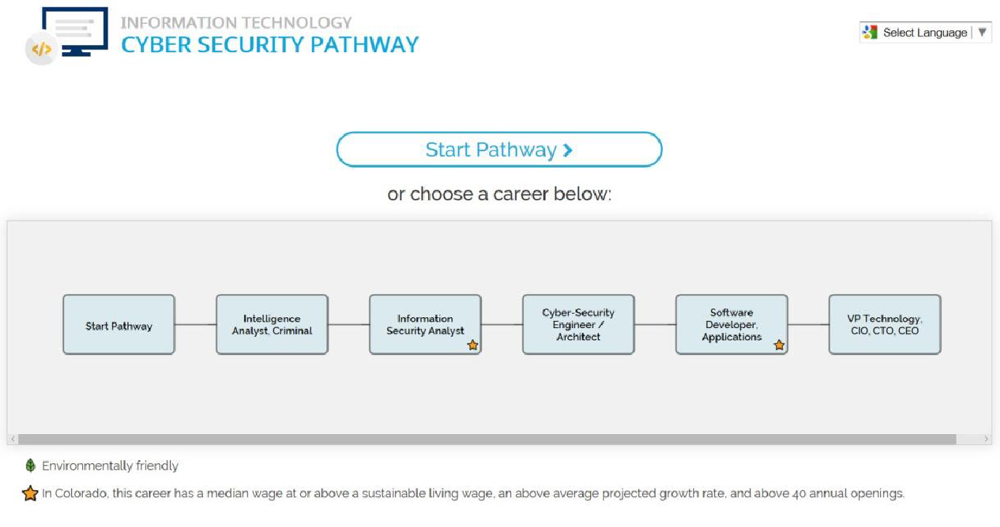 INFORMATION TECHNOLOGY
CYBER SECURITY PATHWAY
</>
Select Language
Start Pathway
or choose a career below:
Start Pathway
Intelligence
Analyst, Criminal
Information
Security Analyst
Cyber-Security
Engineer /
Architect
Software
Developer,
Applications
VP Technology,
CIO, CTO, CEO
Environmentally friendly
In Colorado, this career has a median wage at or above a sustainable living wage, an above average projected growth rate, and above 40 annual openings.